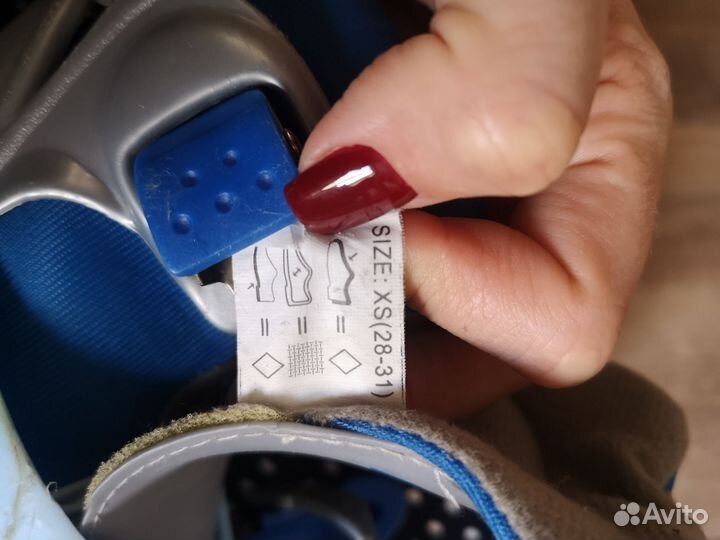 SIZE: XS(28-31)
= = =
Avito